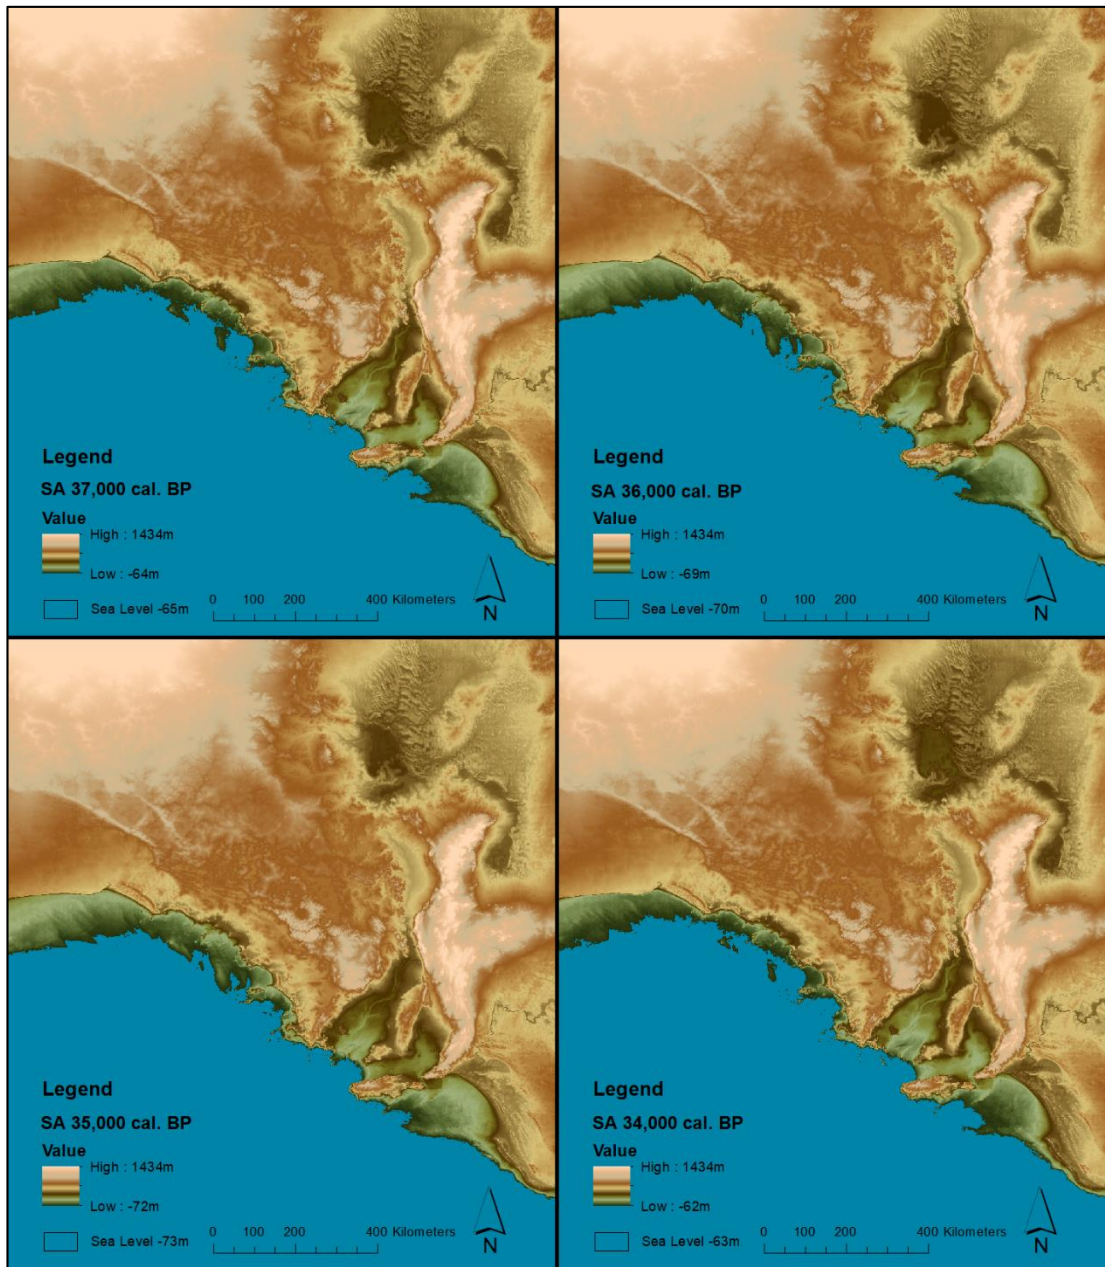 Legend
SA 37,000 cal. BP
Value
High : 1434m
Low : -64m
Sea Level -65m
0 100 200 400 Kilometers
N
Legend
SA 36,000 cal. BP
Value
High : 1434m
Low : -69m
Sea Level -70m
0 100 200 400 Kilometers
N
Legend
SA 35,000 cal. BP
Value
High : 1434m
Low : -72m
Sea Level -73m
0 100 200 400 Kilometers
N
Legend
SA 34,000 cal. BP
Value
High : 1434m
Low : -62m
Sea Level -63m
0 100 200 400 Kilometers
N